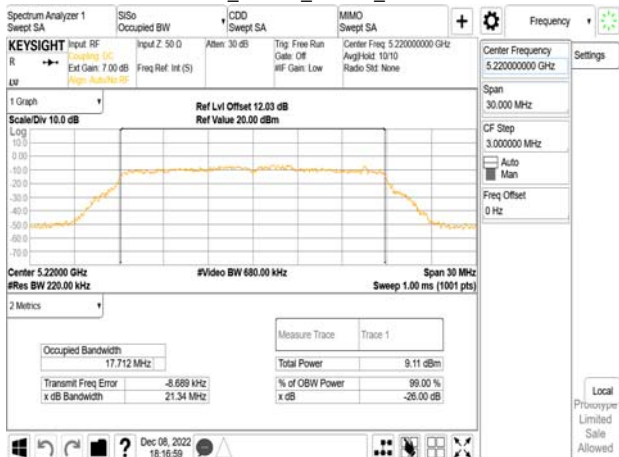 Spectrum Analyzer 1
Swept SA
SiSo
Occupied BW
CDD
Swept SA
MIMO
Swept SA
Frequency
KEYSIGHT
R
LW
Input: RF
Coupling: DC
Ext Gain: 7.00 dB
Align: Auto/No RF
Input Z: 50 Ω
Freq Ref: Int (S)
Atten: 30 dB
Trig: Free Run
Gate: Off
#IF Gain: Low
Center Freq: 5.220000000 GHz
Avg|Hold: 10/10
Radio Std: None
Center Frequency
5.220000000 GHz
Settings
Span
30.000 MHz
CF Step
3.000000 MHz
Auto
Man
Freq Offset
0 Hz
1 Graph
Scale/Div 10.0 dB
Ref Lvl Offset 12.03 dB
Ref Value 20.00 dBm
Log
10.0
0.00
-10.0
-20.0
-30.0
-40.0
-50.0
-60.0
-70.0
Center 5.22000 GHz
#Res BW 220.00 kHz
#Video BW 680.00 kHz
Span 30 MHz
Sweep 1.00 ms (1001 pts)
2 Metrics
Measure Trace Trace 1
Occupied Bandwidth
17.712 MHz
Total Power 9.11 dBm
Transmit Freq Error -8.689 kHz
% of OBW Power 99.00 %
x dB Bandwidth 21.34 MHz
x dB -26.00 dB
Local
Prototype
Limited
Sale
Allowed
Dec 08, 2022
18:16:59